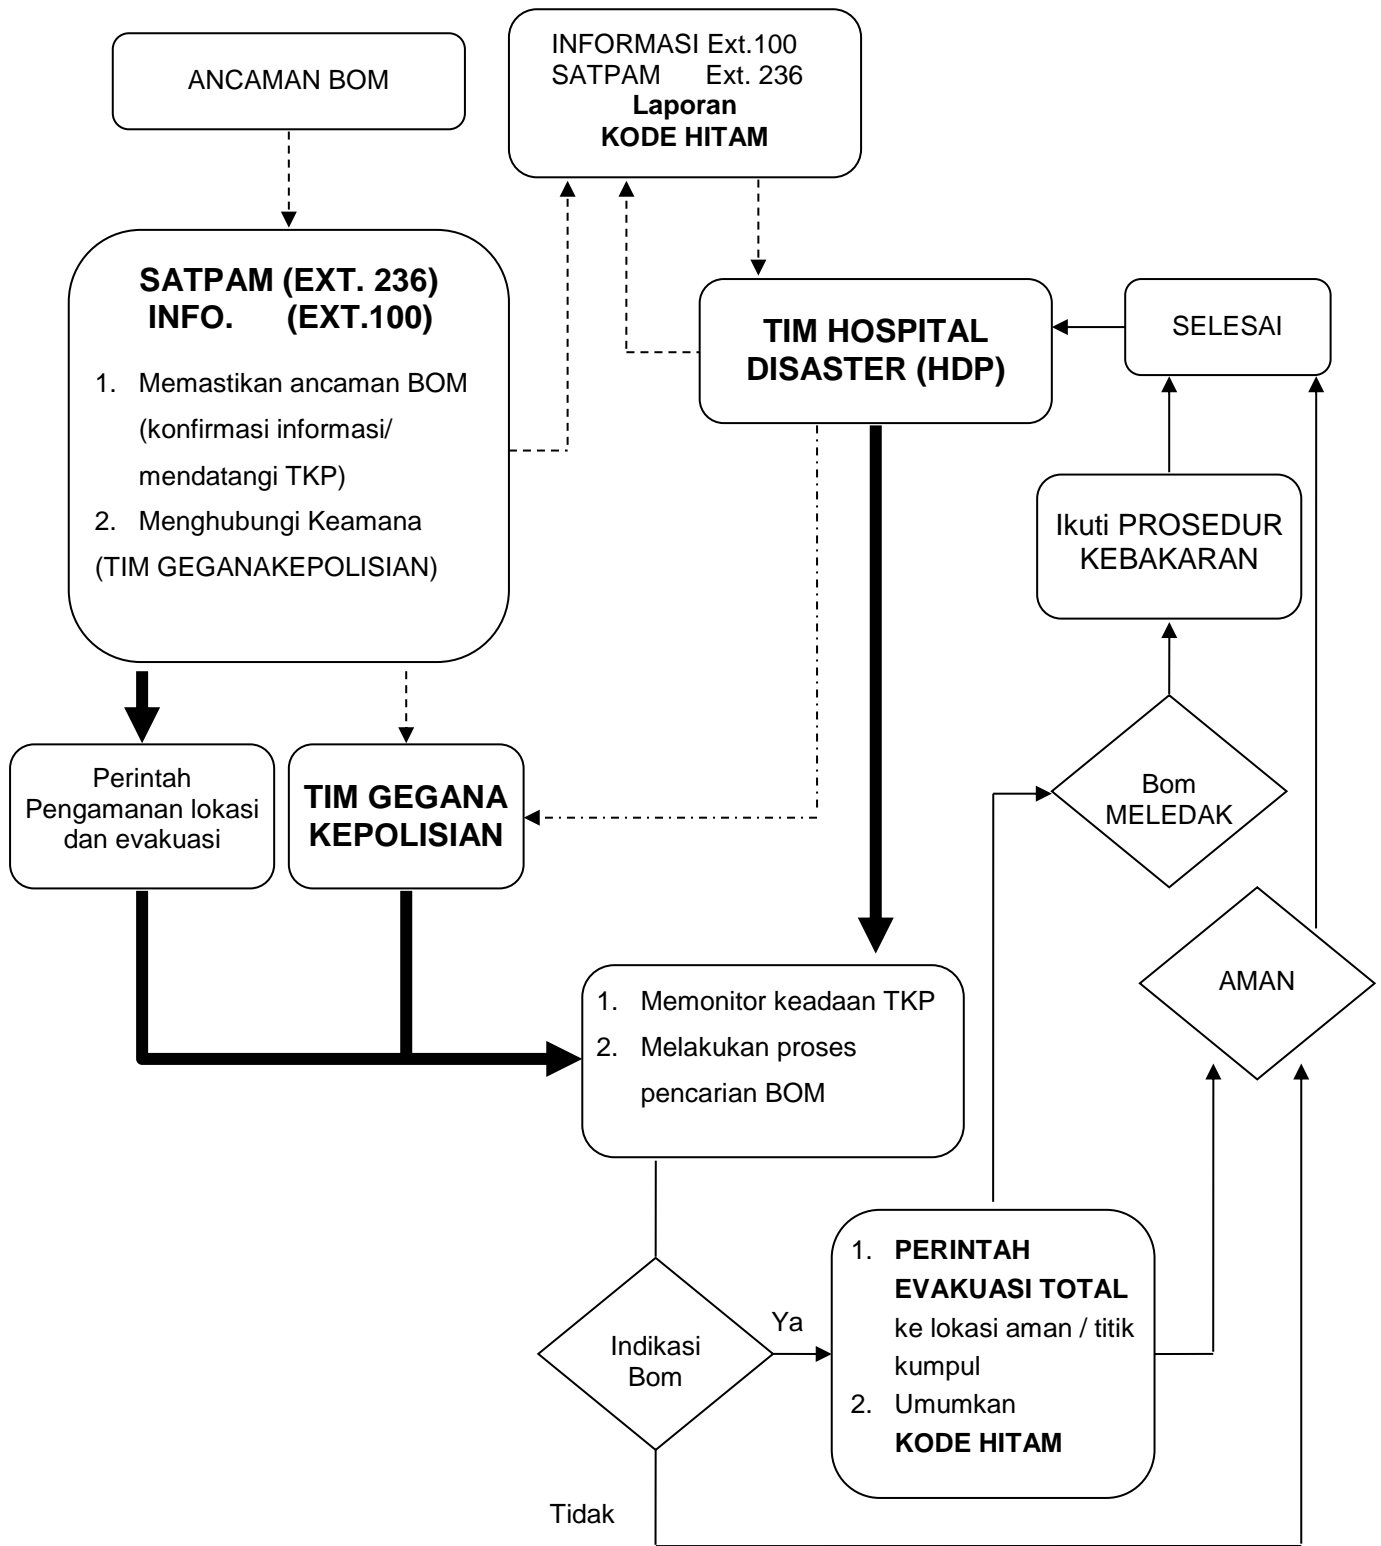 ANCAMAN BOM
INFORMASI Ext.100
SATPAM Ext. 236
Laporan
KODE HITAM
SATPAM (EXT. 236)
INFO. (EXT.100)
1. Memastikan ancaman BOM
(konfirmasi informasi/
mendatangi TKP)
2. Menghubungi Keamana
(TIM GEGANAKEPOLISIAN)
TIM HOSPITAL
DISASTER (HDP)
SELESAI
Ikuti PROSEDUR
KEBAKARAN
Perintah
Pengamanan lokasi
dan evakuasi
TIM GEGANA
KEPOLISIAN
Bom
MELEDAK
AMAN
1. Memonitor keadaan TKP
2. Melakukan proses
pencarian BOM
Indikasi
Bom
Ya
1. PERINTAH
EVAKUASI TOTAL
ke lokasi aman / titik
kumpul
2. Umumkan
KODE HITAM
Tidak